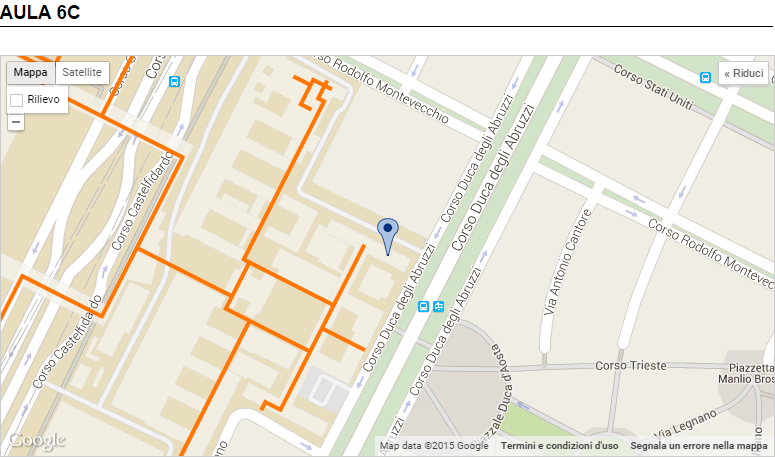 AULA 6C
Mappa
Satellite
« Riduci
Rilievo
Corso Rodolfo Montevecchio
Corso Stati Uniti
Corso Duca degli Abruzzi
Corso Duca degli Abruzzi
Corso Castelfidardo
Corso Castelfidardo
Corso Duca degli Abruzzi
Corso Duca degli Abruzzi
Via Antonio Cantore
Corso Rodolfo Montevecc
Corso Trieste
Piazzetta
Manlio Bros
Via Legnano
Piazzale Duca d'Aosta
Google
Map data ©2015 Google
Termini e condizioni d'uso
Segnala un errore nella mappa